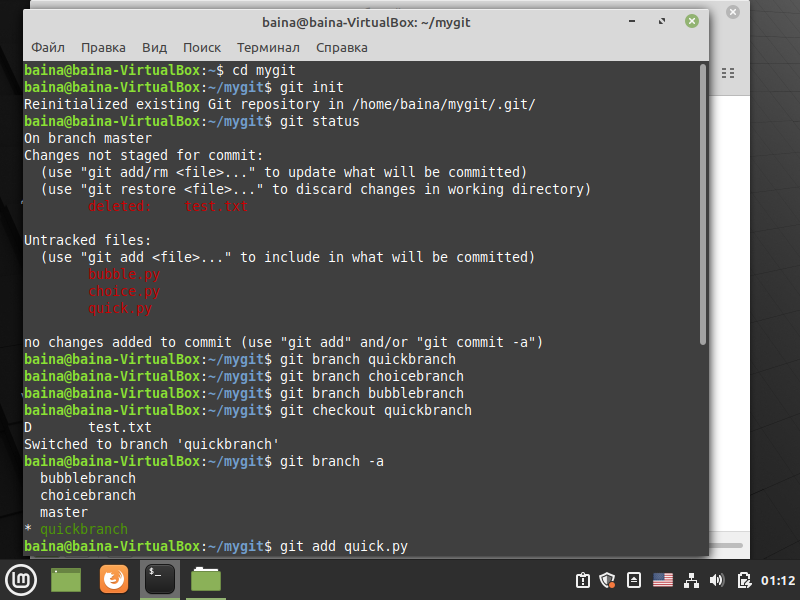 baina@baina-VirtualBox: ~/mygit
Файл Правка Вид Поиск Терминал Справка
baina@baina-VirtualBox:~$ cd mygit
baina@baina-VirtualBox:~/mygit$ git init
Reinitialized existing Git repository in /home/baina/mygit/.git/
baina@baina-VirtualBox:~/mygit$ git status
On branch master
Changes not staged for commit:
  (use "git add/rm <file>..." to update what will be committed)
  (use "git restore <file>..." to discard changes in working directory)
        deleted:    test.txt

Untracked files:
  (use "git add <file>..." to include in what will be committed)
        bubble.py
        choice.py
        quick.py

no changes added to commit (use "git add" and/or "git commit -a")
baina@baina-VirtualBox:~/mygit$ git branch quickbranch
baina@baina-VirtualBox:~/mygit$ git branch choicebranch
baina@baina-VirtualBox:~/mygit$ git branch bubblebranch
baina@baina-VirtualBox:~/mygit$ git checkout quickbranch
D       test.txt
Switched to branch 'quickbranch'
baina@baina-VirtualBox:~/mygit$ git branch -a
  bubblebranch
  choicebranch
  master
* quickbranch
baina@baina-VirtualBox:~/mygit$ git add quick.py
01:12